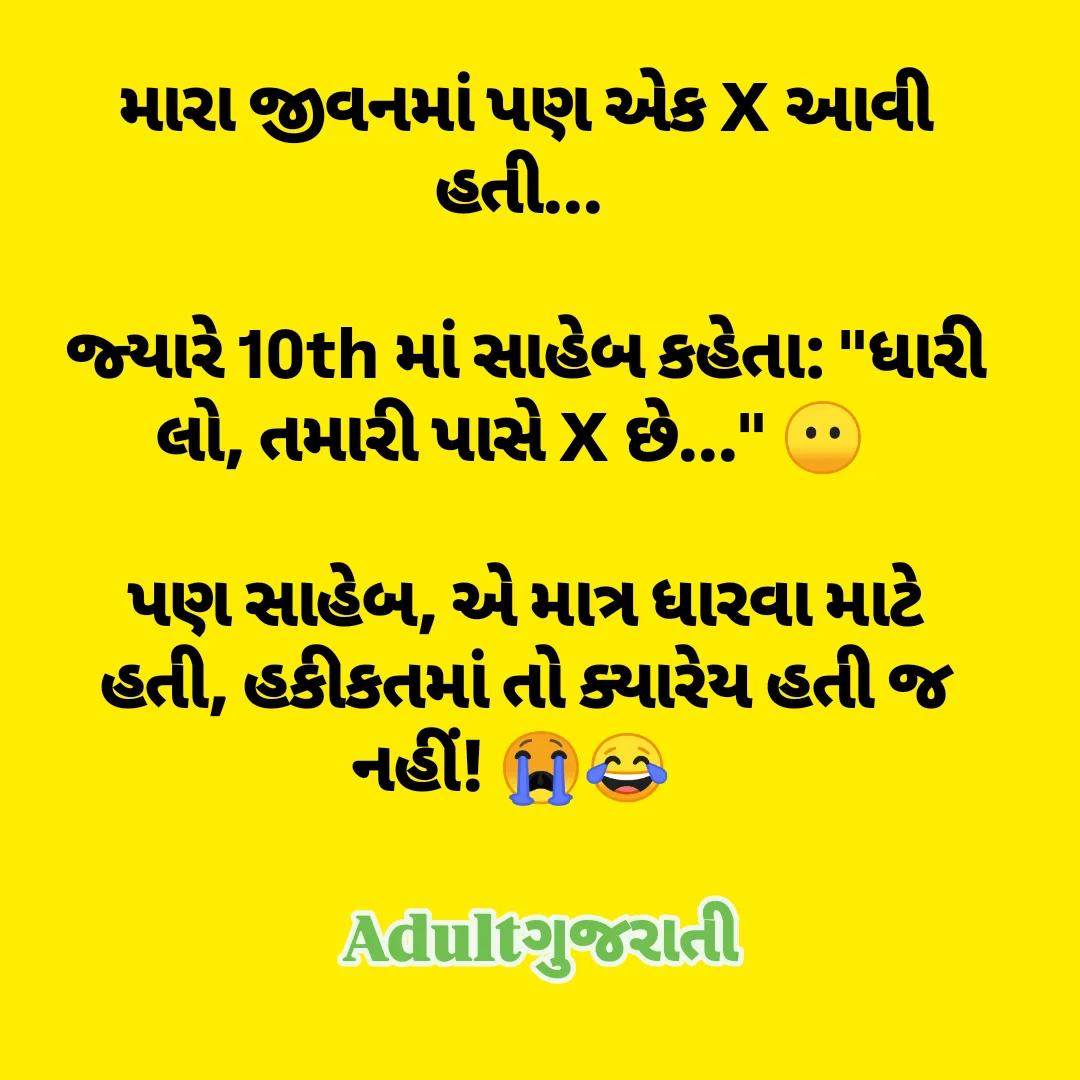 મારા જીવનમાં પણ એક X આવી
હતી...
જ્યારે 10th માં સાહેબ કહેતા: "ધારી
લો, તમારી પાસે X છે..." 😶
પણ સાહેબ, એ માત્ર ધારવા માટે
હતી, હકીકતમાં તો ક્યારેય હતી જ
નહીં! 😭😂
Adultગુજરાતી